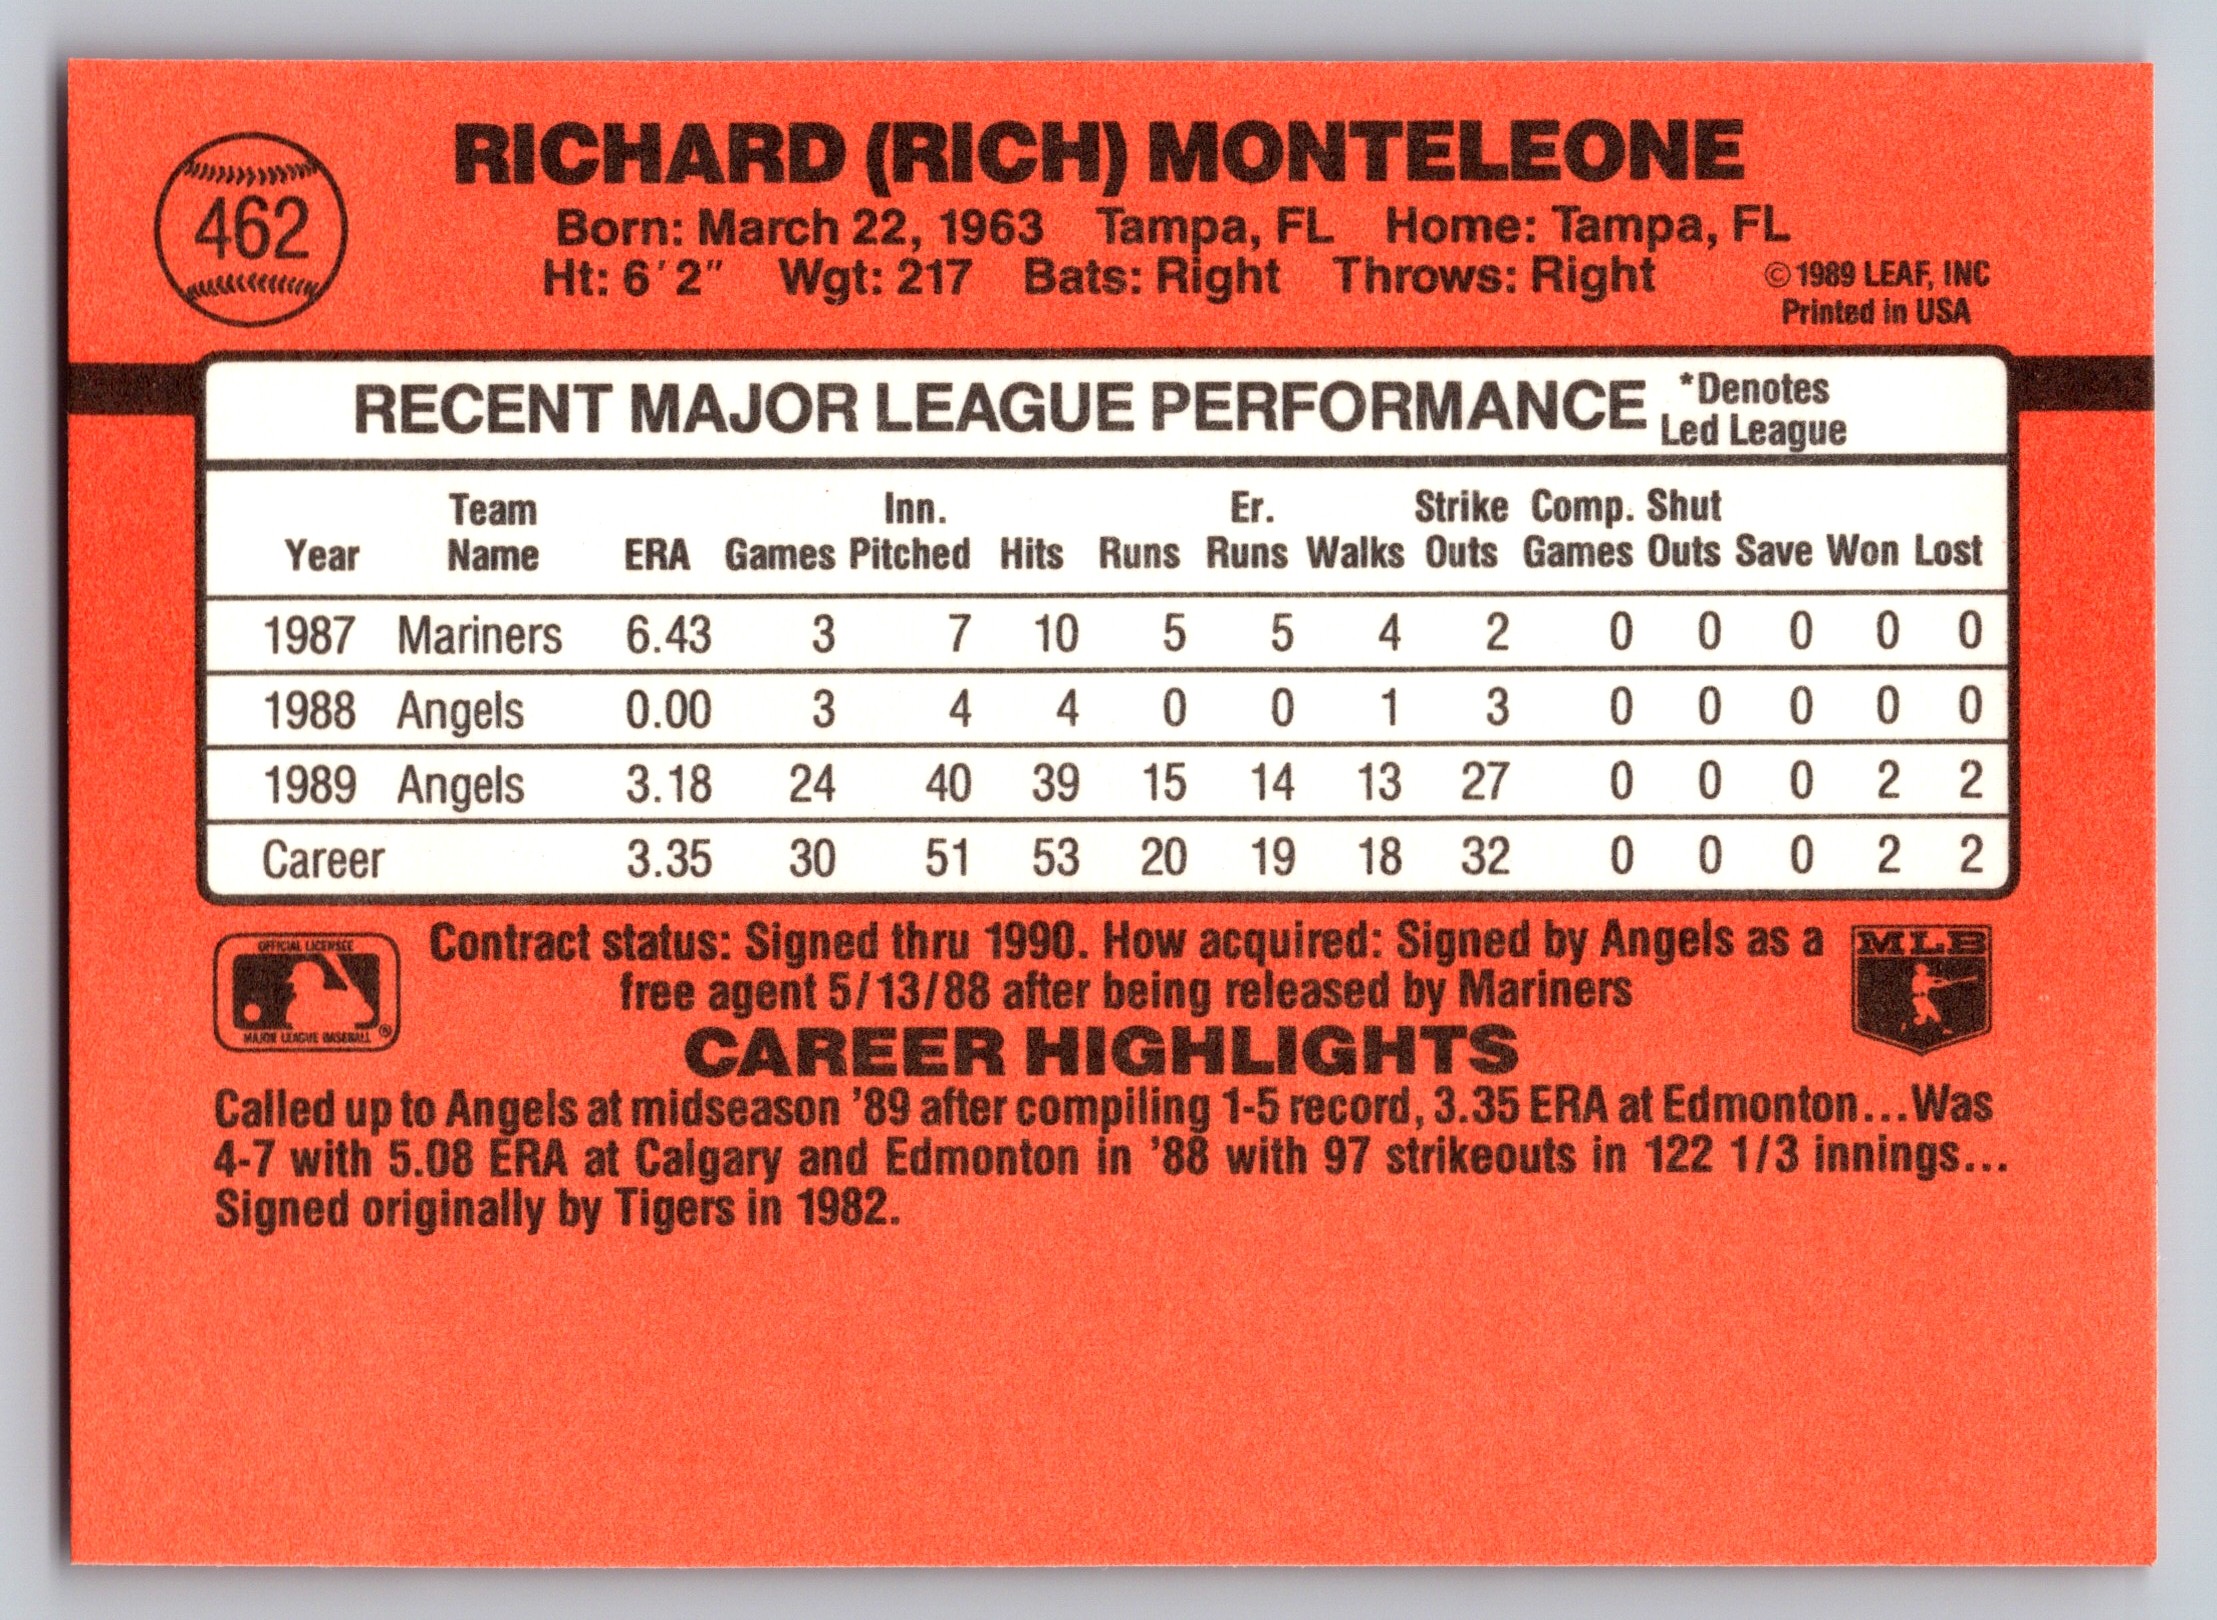 462
RICHARD (RICH) MONTELEONE
Born: March 22, 1963 Tampa, FL Home: Tampa, FL
Ht: 6'2" Wgt: 217 Bats: Right Throws: Right
© 1989 LEAF, INC
Printed in USA
RECENT MAJOR LEAGUE PERFORMANCE
*Denotes
Led League
Year Team Name ERA Games Inn. Pitched Hits Runs Er. Runs Walks Strike Outs Comp. Games Shut Outs Save Won Lost
1987 Mariners 6.43 3 7 10 5 5 4 2 0 0 0 0 0
1988 Angels 0.00 3 4 4 0 0 1 3 0 0 0 0 0
1989 Angels 3.18 24 40 39 15 14 13 27 0 0 0 2 2
Career 3.35 30 51 53 20 19 18 32 0 0 0 2 2
OFFICIAL LICENSEE
MAJOR LEAGUE BASEBALL ®
Contract status: Signed thru 1990. How acquired: Signed by Angels as a
free agent 5/13/88 after being released by Mariners
MLB
CAREER HIGHLIGHTS
Called up to Angels at midseason '89 after compiling 1-5 record, 3.35 ERA at Edmonton...Was
4-7 with 5.08 ERA at Calgary and Edmonton in '88 with 97 strikeouts in 122 1/3 innings...
Signed originally by Tigers in 1982.